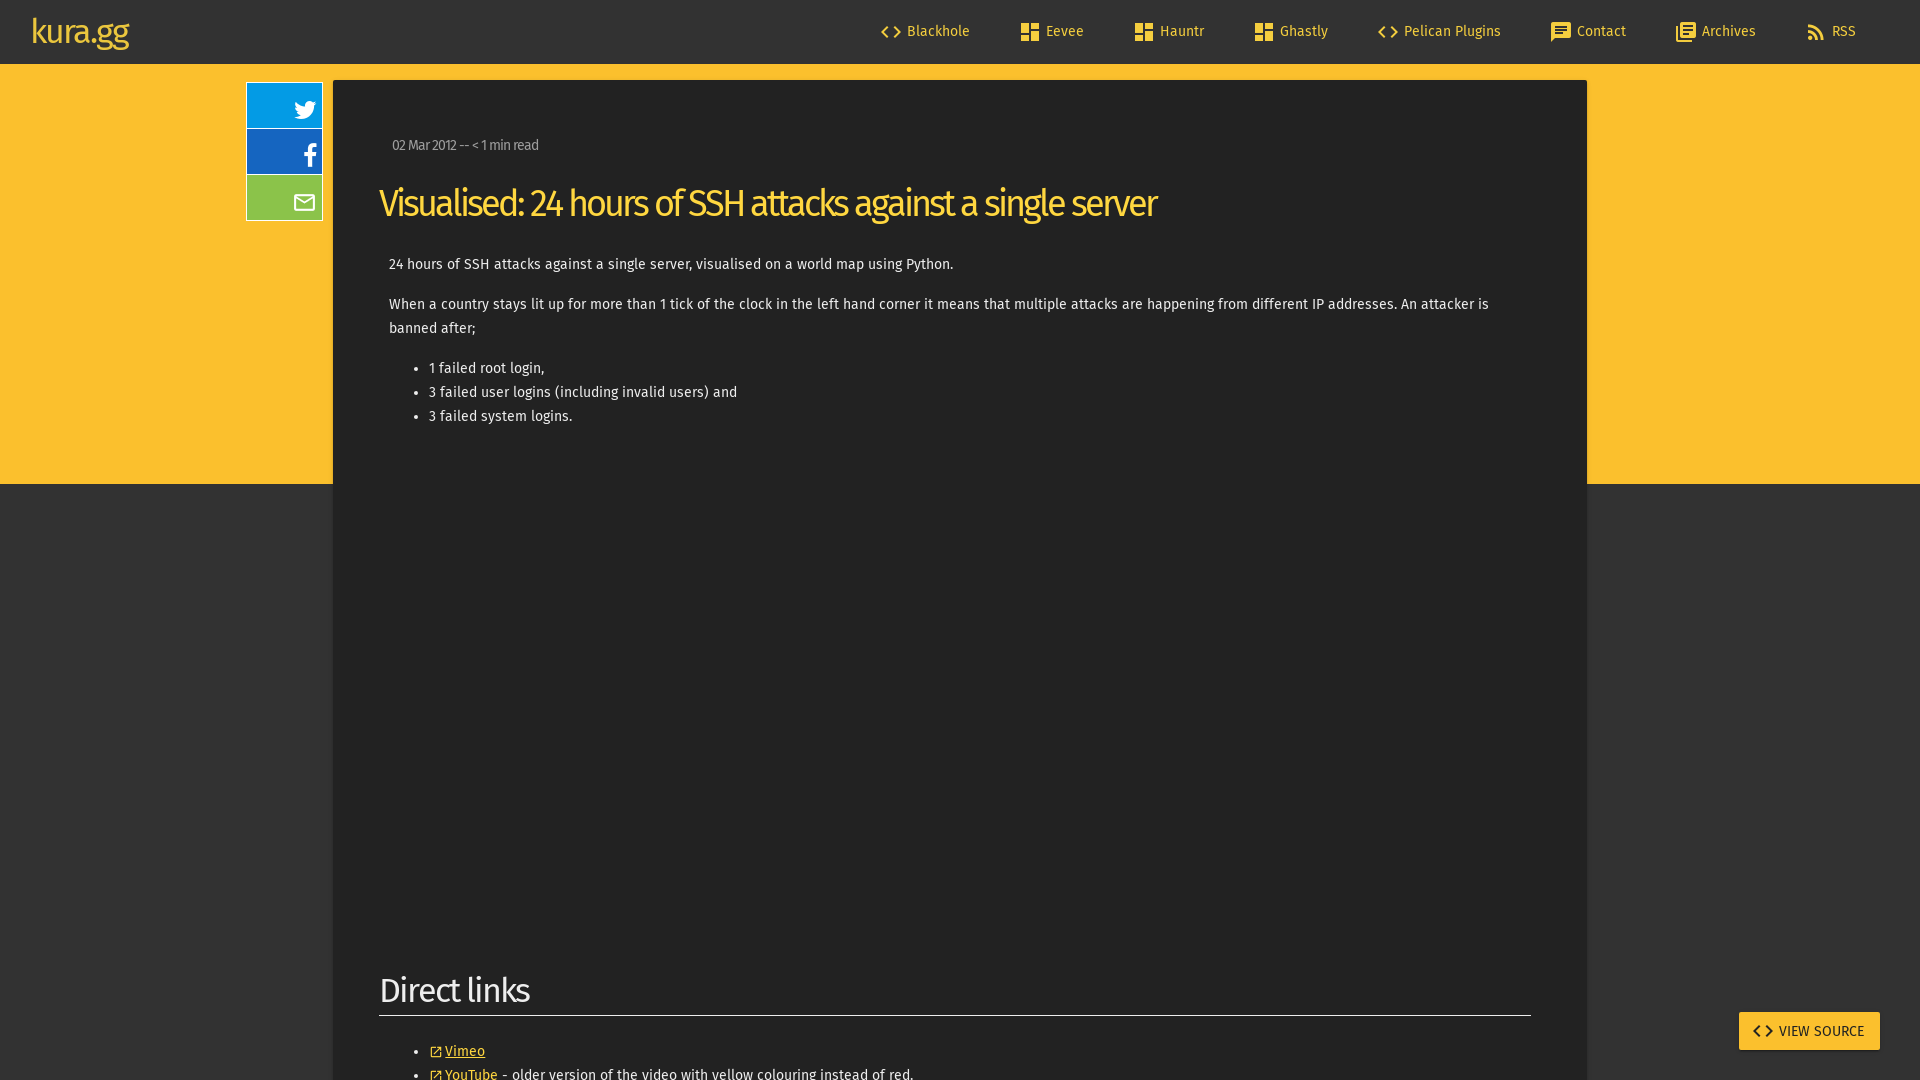 kura.gg
Blackhole
Eevee
Hauntr
Ghastly
Pelican Plugins
Contact
Archives
RSS
02 Mar 2012 -- < 1 min read
Visualised: 24 hours of SSH attacks against a single server
24 hours of SSH attacks against a single server, visualised on a world map using Python.
When a country stays lit up for more than 1 tick of the clock in the left hand corner it means that multiple attacks are happening from different IP addresses. An attacker is
banned after;
1 failed root login,
3 failed user logins (including invalid users) and
3 failed system logins.
Direct links
Vimeo
YouTube - older version of the video with yellow colouring instead of red.
VIEW SOURCE